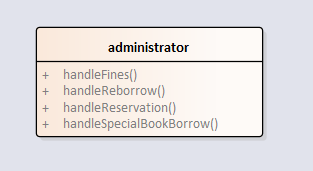 administrator
+ handleFines()
+ handleReborrow()
+ handleReservation()
+ handleSpecialBookBorrow()